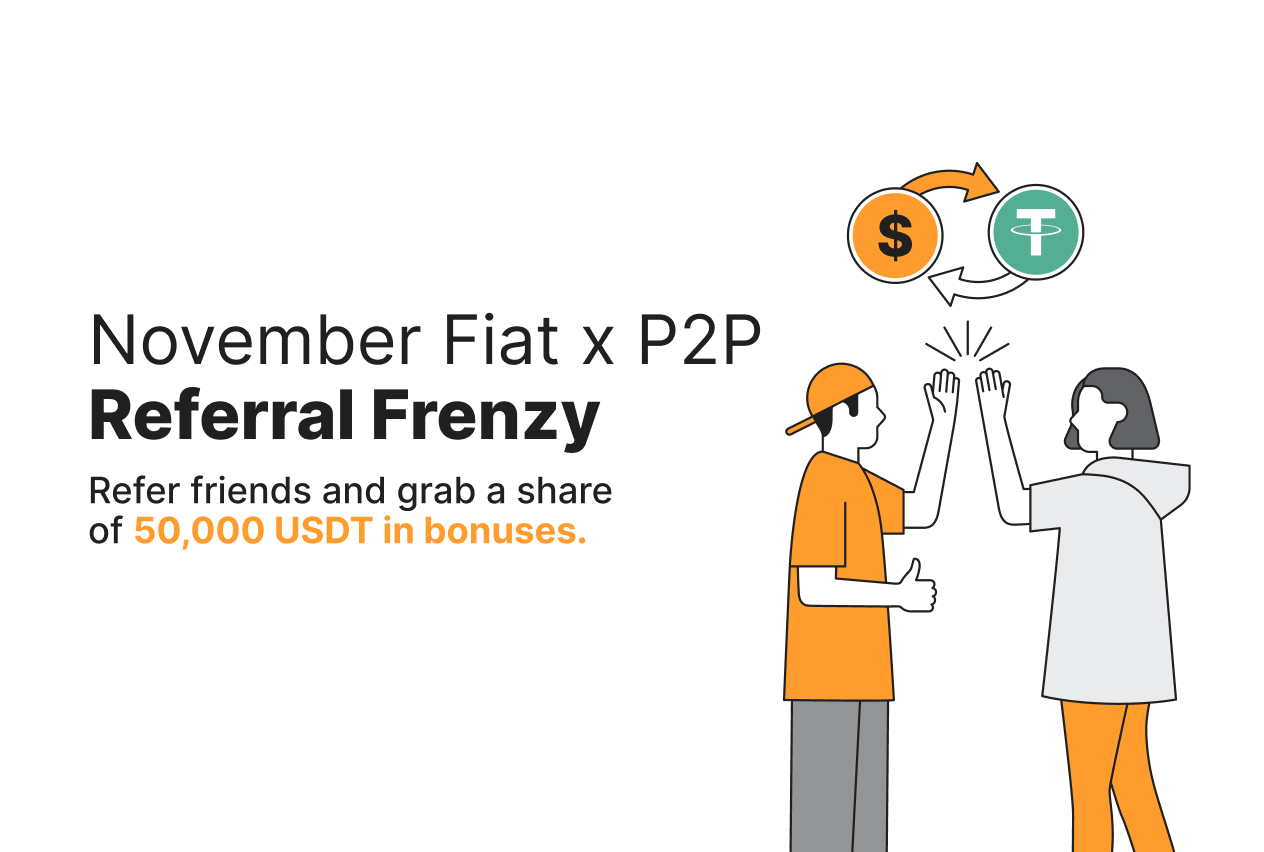 November Fiat x P2P
Referral Frenzy
Refer friends and grab a share
of 50,000 USDT in bonuses.
$
T